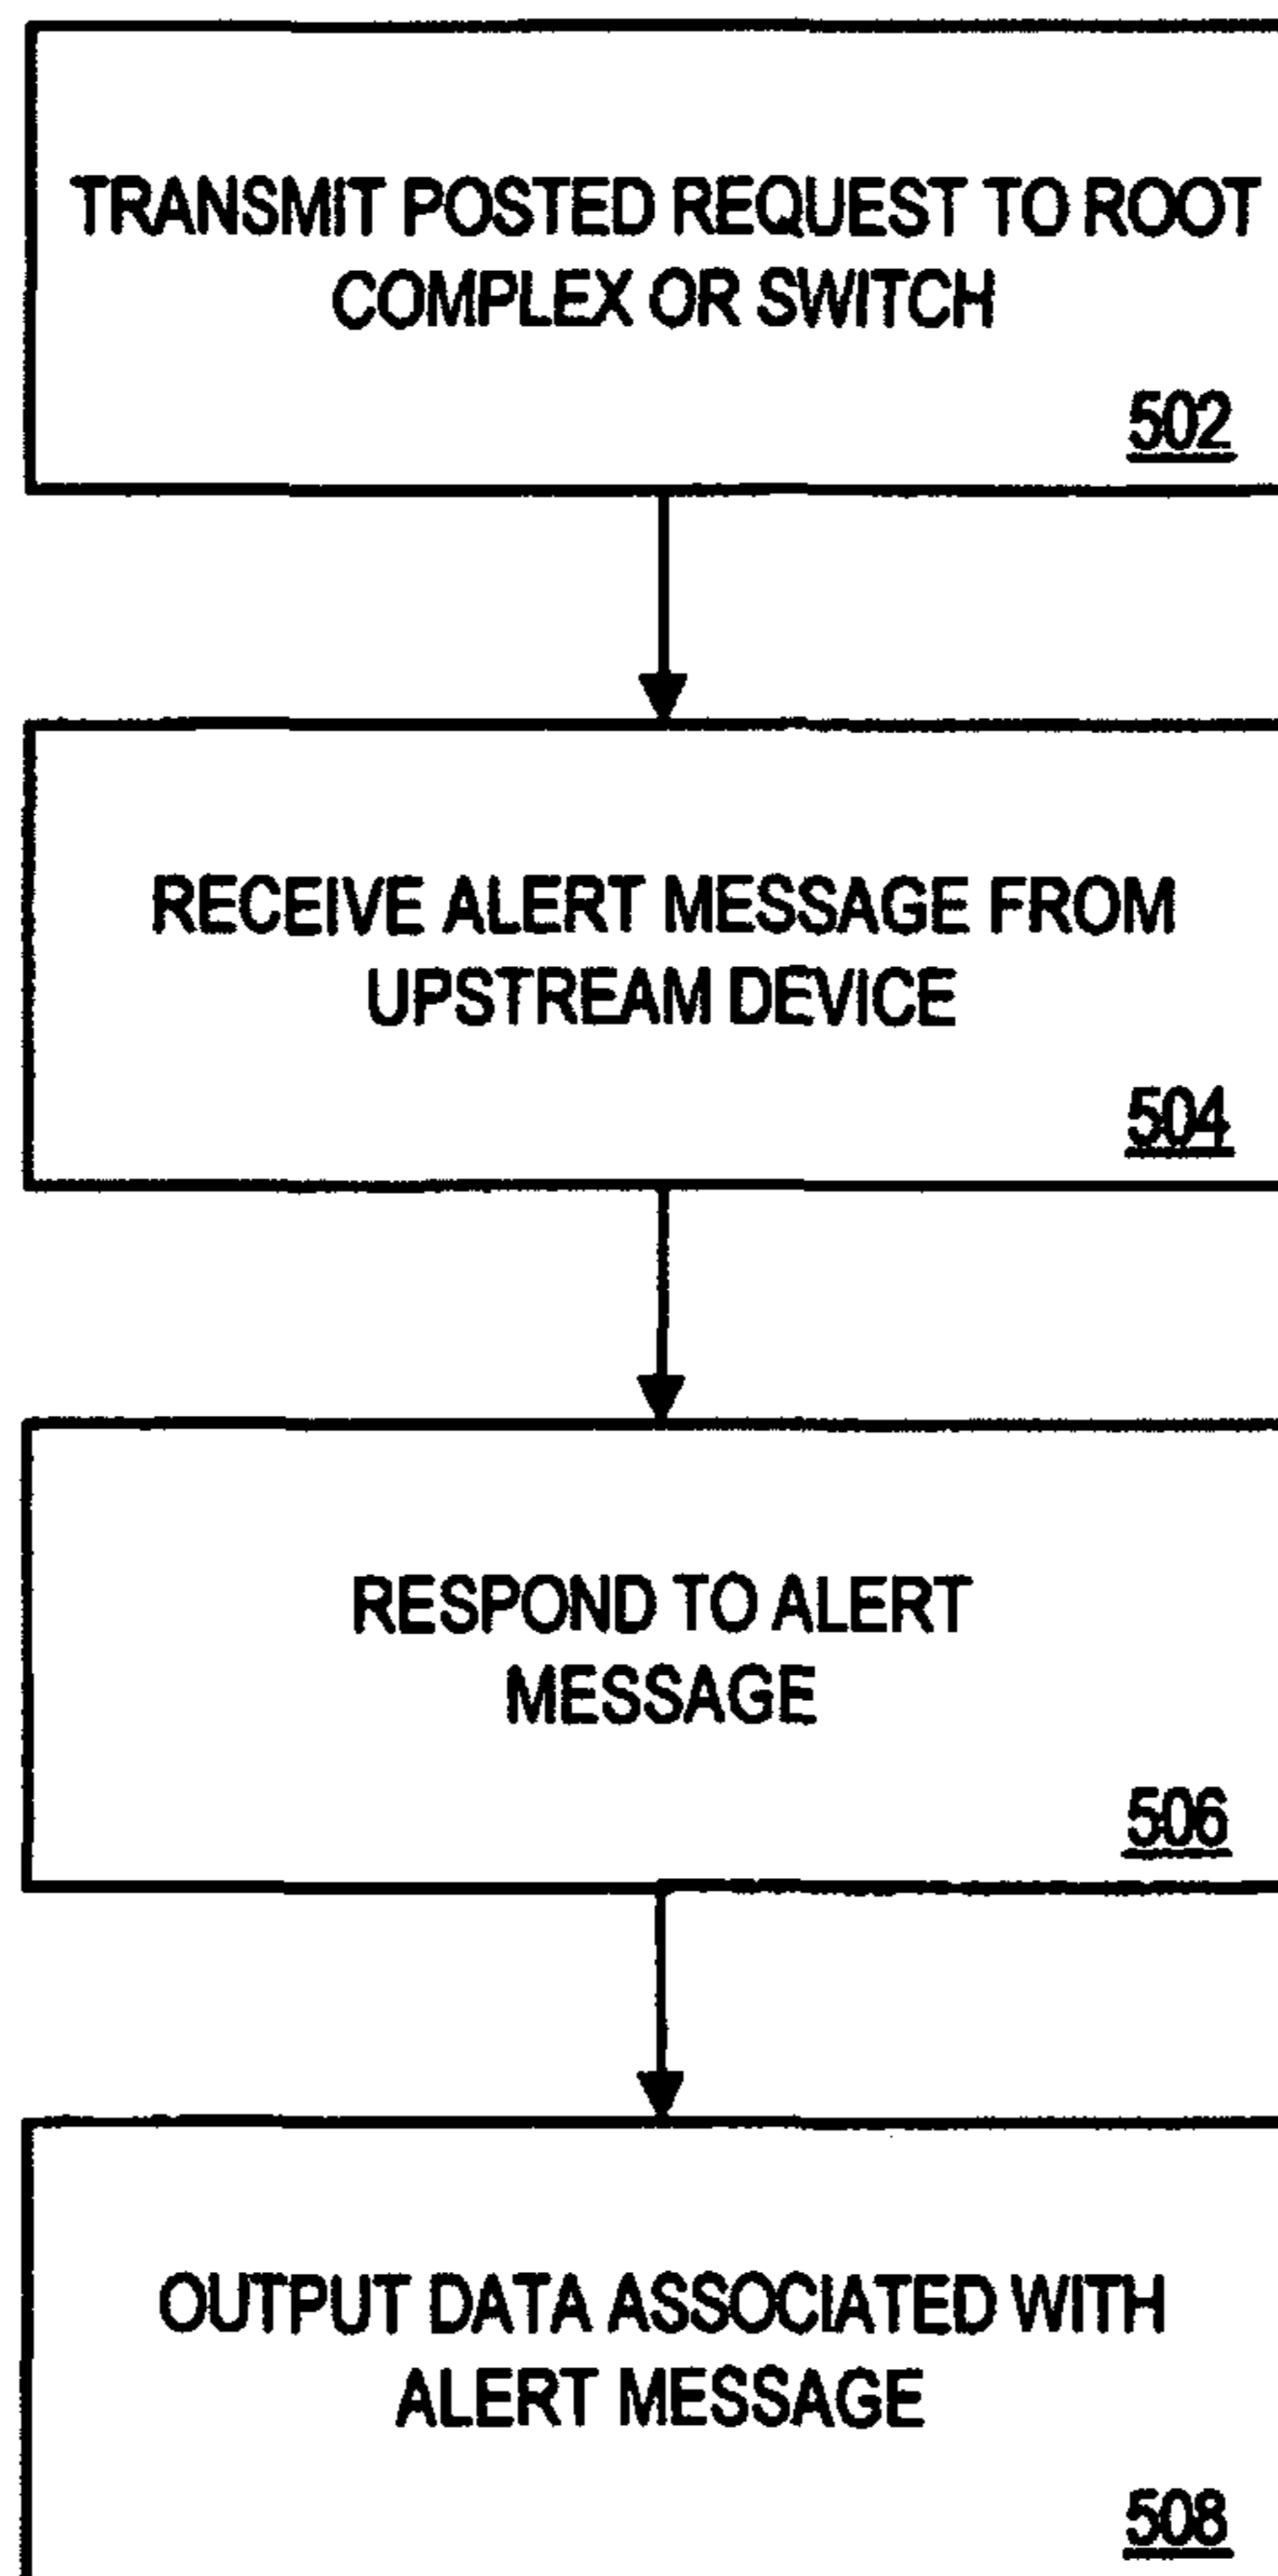 TRANSMIT POSTED REQUEST TO ROOT
COMPLEX OR SWITCH
502
RECEIVE ALERT MESSAGE FROM
UPSTREAM DEVICE
504
RESPOND TO ALERT
MESSAGE
506
OUTPUT DATA ASSOCIATED WITH
ALERT MESSAGE
508